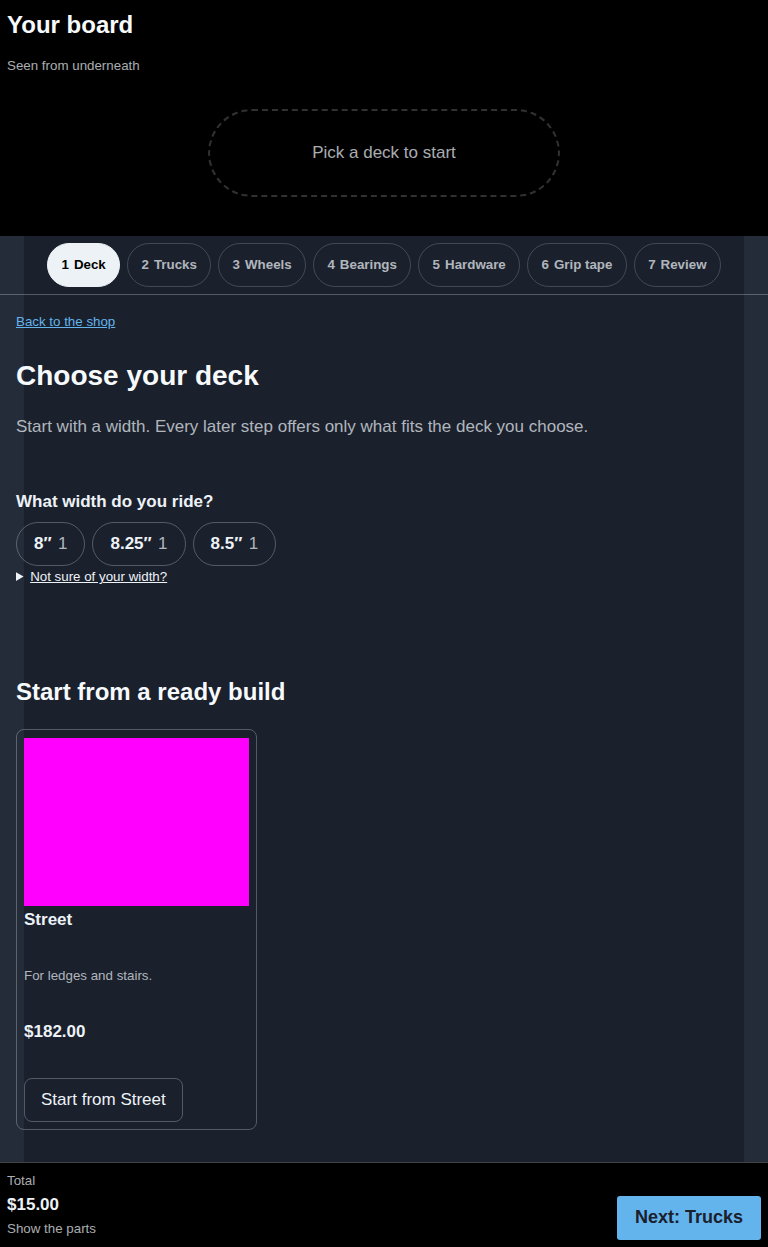 Your board
Seen from underneath
Pick a deck to start
1 Deck 2 Trucks 3 Wheels 4 Bearings 5 Hardware 6 Grip tape 7 Review
Back to the shop
Choose your deck
Start with a width. Every later step offers only what fits the deck you choose.
What width do you ride?
8″ 1 8.25″ 1 8.5″ 1
Not sure of your width?
Start from a ready build
Street
For ledges and stairs.
$182.00
Start from Street
Total
$15.00
Show the parts
Next: Trucks